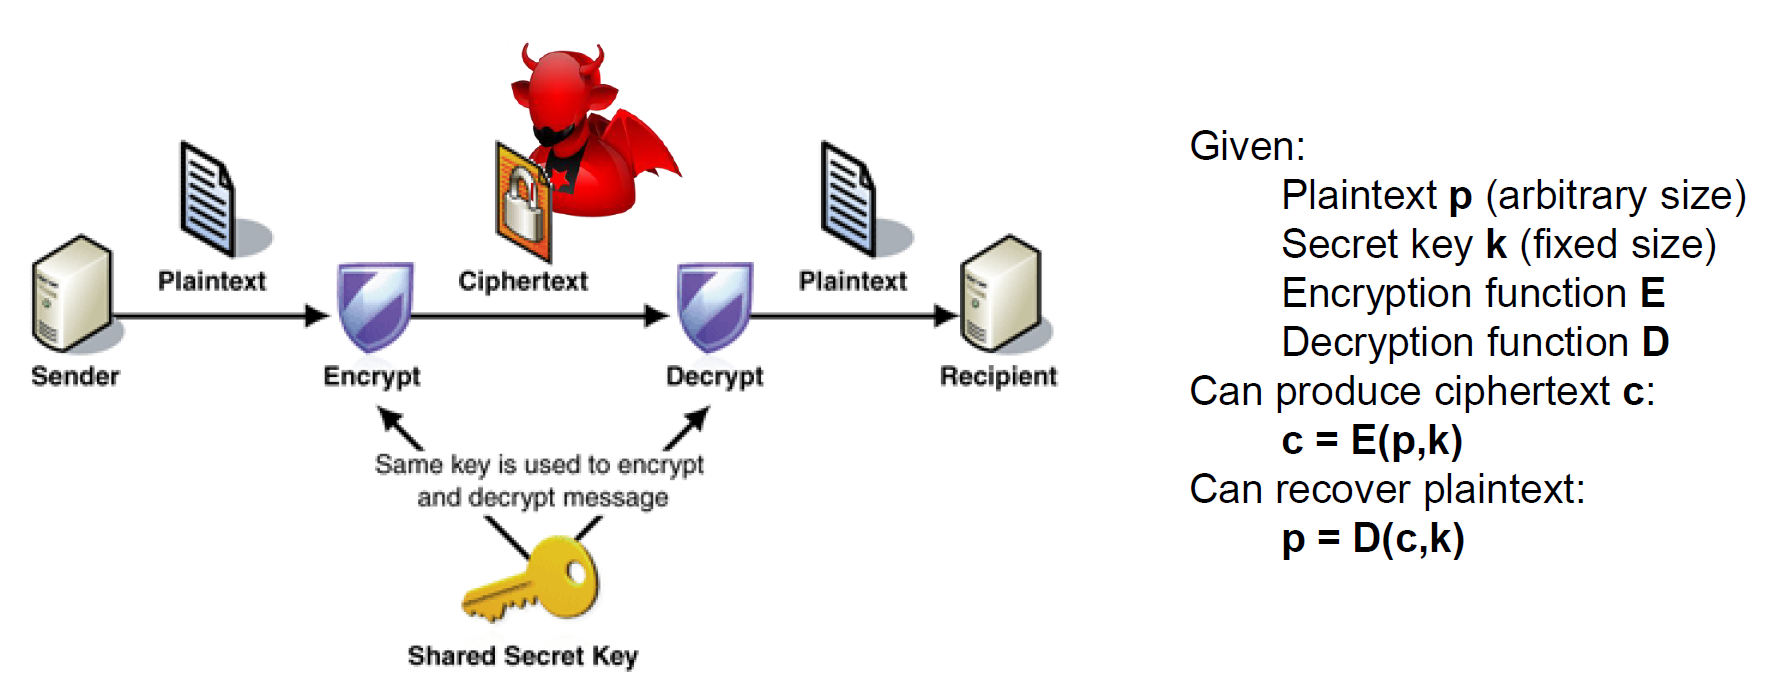 Plaintext
Ciphertext
Plaintext
Sender
Encrypt
Decrypt
Recipient
Same key is used to encrypt
and decrypt message
Shared Secret Key
Given:
Plaintext p (arbitrary size)
Secret key k (fixed size)
Encryption function E
Decryption function D
Can produce ciphertext c:
c = E(p,k)
Can recover plaintext:
p = D(c,k)